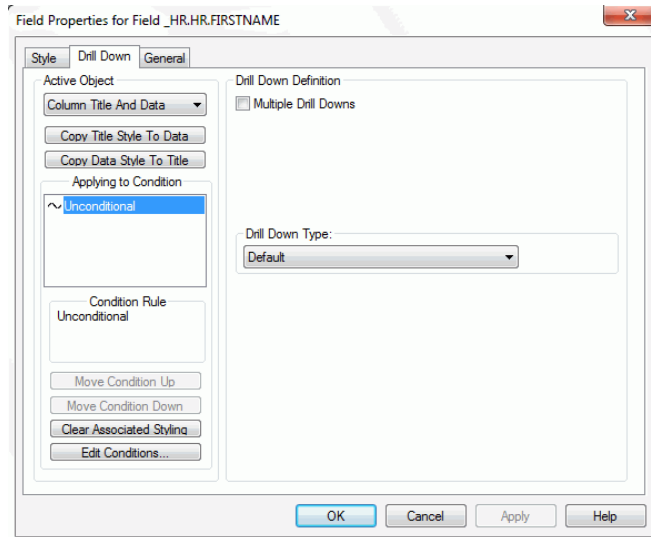 Field Properties for Field _HR.HR.FIRSTNAME
Style Drill Down General
Active Object
Column Title And Data
Copy Title Style To Data
Copy Data Style To Title
Applying to Condition
Unconditional
Condition Rule
Unconditional
Move Condition Up
Move Condition Down
Clear Associated Styling
Edit Conditions...
Drill Down Definition
Multiple Drill Downs
Drill Down Type:
Default
OK Cancel Apply Help